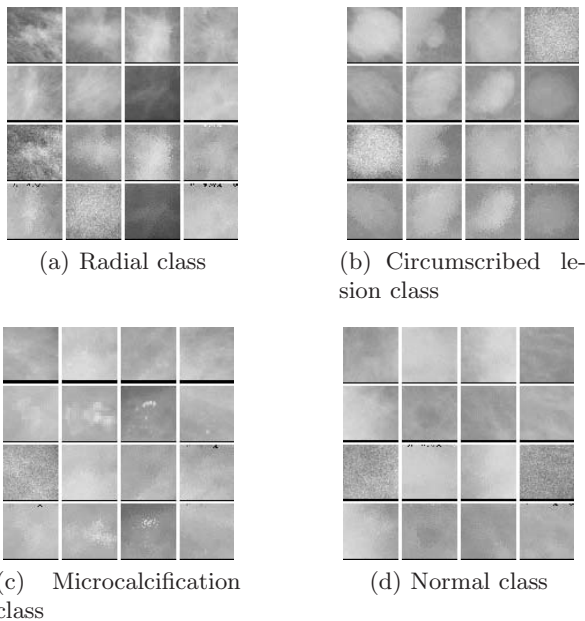 (a) Radial class
(b) Circumscribed le-
sion class
(c) Microcalcification
class
(d) Normal class